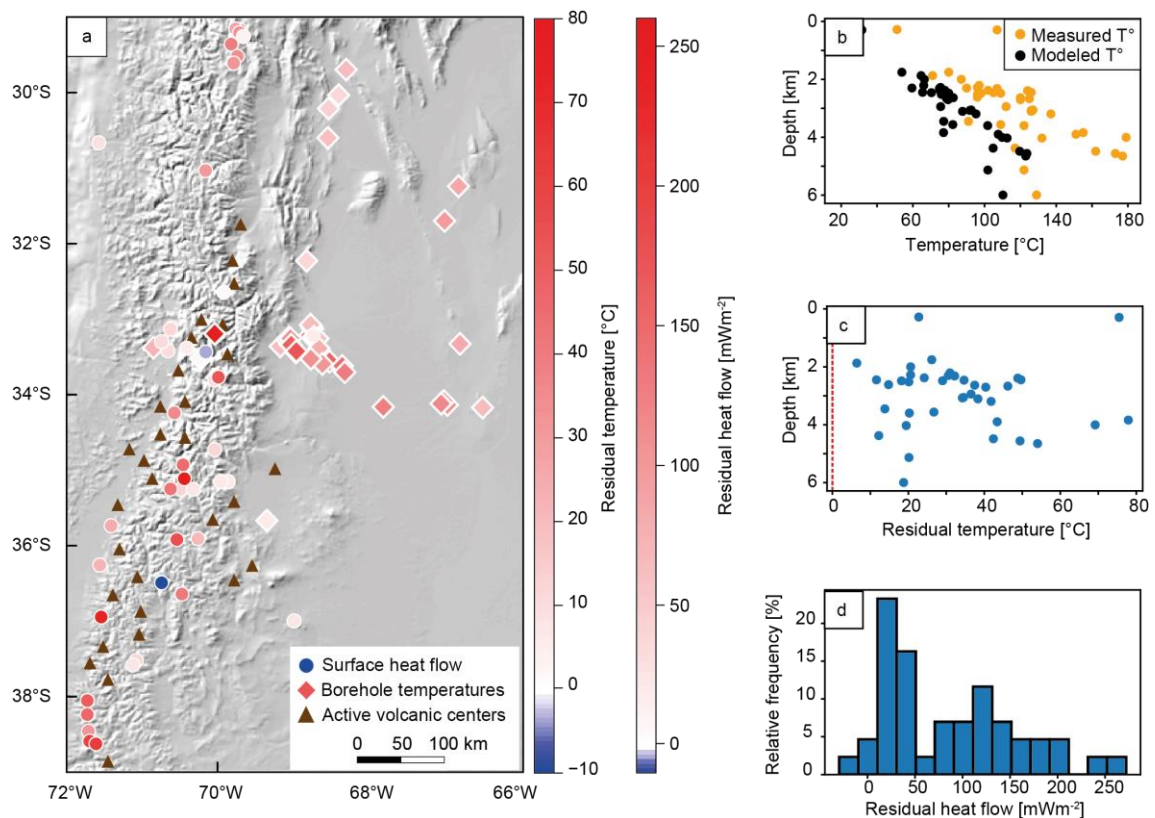 a
30°S
32°S
34°S
36°S
38°S
72°W
70°W
68°W
66°W
Surface heat flow
Borehole temperatures
Active volcanic centers
0 50 100 km
80
70
60
50
40
30
20
10
0
−10
Residual temperature [°C]
250
200
150
100
50
0
Residual heat flow [mWm-2]
b
Measured T°
Modeled T°
0
2
4
6
Depth [km]
20 60 100 140 180
Temperature [°C]
c
0
2
4
6
Depth [km]
0 20 40 60 80
Residual temperature [°C]
d
20
15
10
5
0
Relative frequency [%]
0 50 100 150 200 250
Residual heat flow [mWm-2]